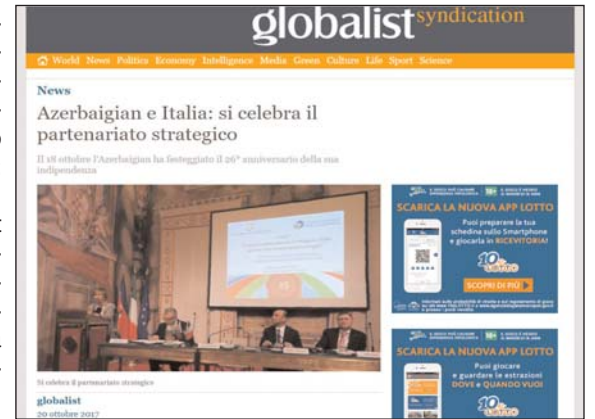 globalist syndication
World News Politics Economy Intelligence Media Green Culture Life Sport Science
News
Azerbaigian e Italia: si celebra il
partenariato strategico
Il 18 ottobre l'Azerbaigian ha festeggiato il 26° anniversario della sua
indipendenza
Si celebra il partenariato strategico
globalist
20 ottobre 2017
18+
SCARICA LA NUOVA APP LOTTO
Puoi preparare la tua
schedina sullo Smartphone
e giocarla in RICEVITORIA!
SCOPRI DI PIÙ
18+
SCARICA LA NUOVA APP LOTTO
Puoi giocare
e guardare le estrazioni
DOVE e QUANDO VUOI